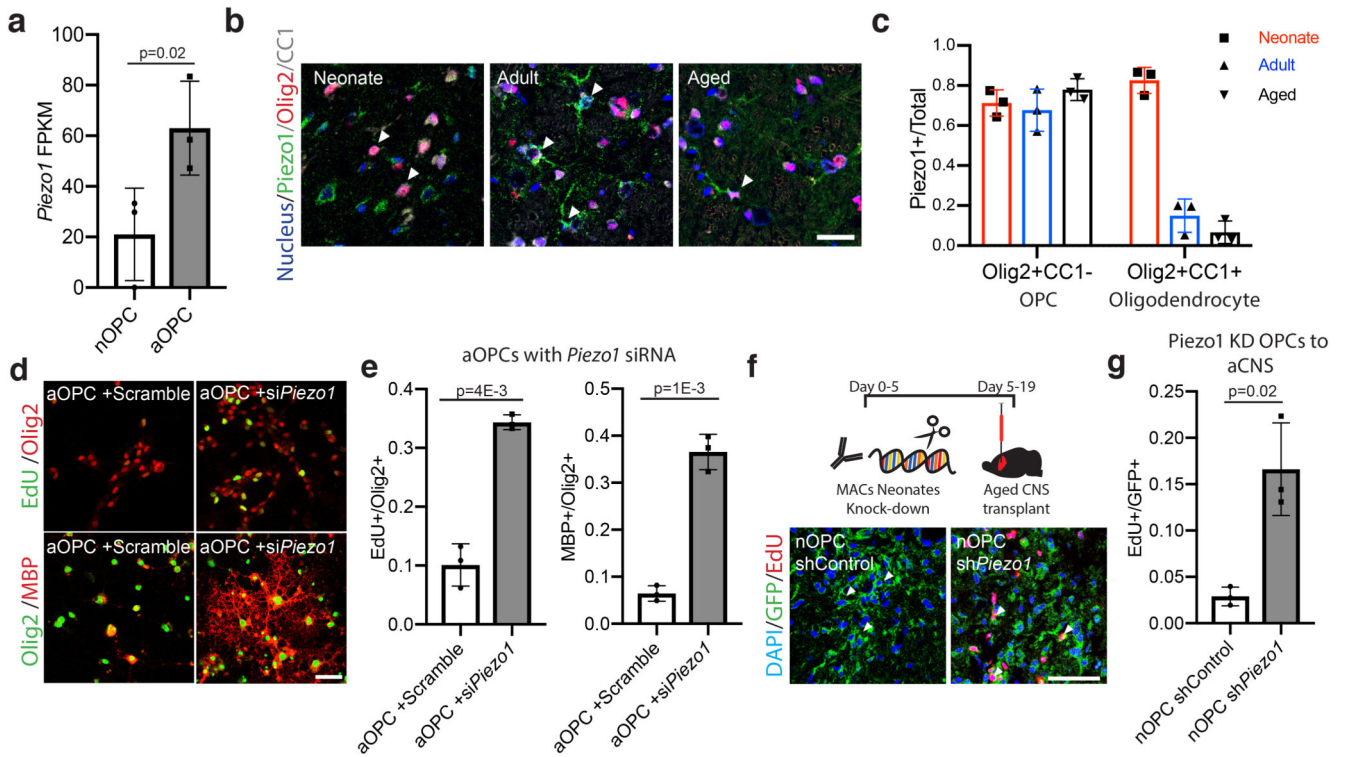 a
100
80
60
40
20
0
Piezo1 FPKM
p=0.02
nOPC
aOPC
b
Nucleus/Piezo1/Olig2/CC1
Neonate
Adult
Aged
c
1.0
0.8
0.6
0.4
0.2
0.0
Piezo1+/Total
Olig2+CC1-
OPC
Olig2+CC1+
Oligodendrocyte
Neonate
Adult
Aged
d
EdU /Olig2
aOPC +Scramble
aOPC +siPiezo1
Olig2 /MBP
aOPC +Scramble
aOPC +siPiezo1
e
aOPCs with Piezo1 siRNA
0.4
0.3
0.2
0.1
0.0
EdU+/Olig2+
p=4E-3
aOPC +Scramble
aOPC +siPiezo1
0.5
0.4
0.3
0.2
0.1
0.0
MBP+/Olig2+
p=1E-3
aOPC +Scramble
aOPC +siPiezo1
f
Day 0-5
Day 5-19
MACs Neonates
Knock-down
Aged CNS
transplant
DAPI/GFP/EdU
nOPC
shControl
nOPC
shPiezo1
g
Piezo1 KD OPCs to
aCNS
0.25
0.20
0.15
0.10
0.05
0.00
EdU+/GFP+
p=0.02
nOPC shControl
nOPC shPiezo1